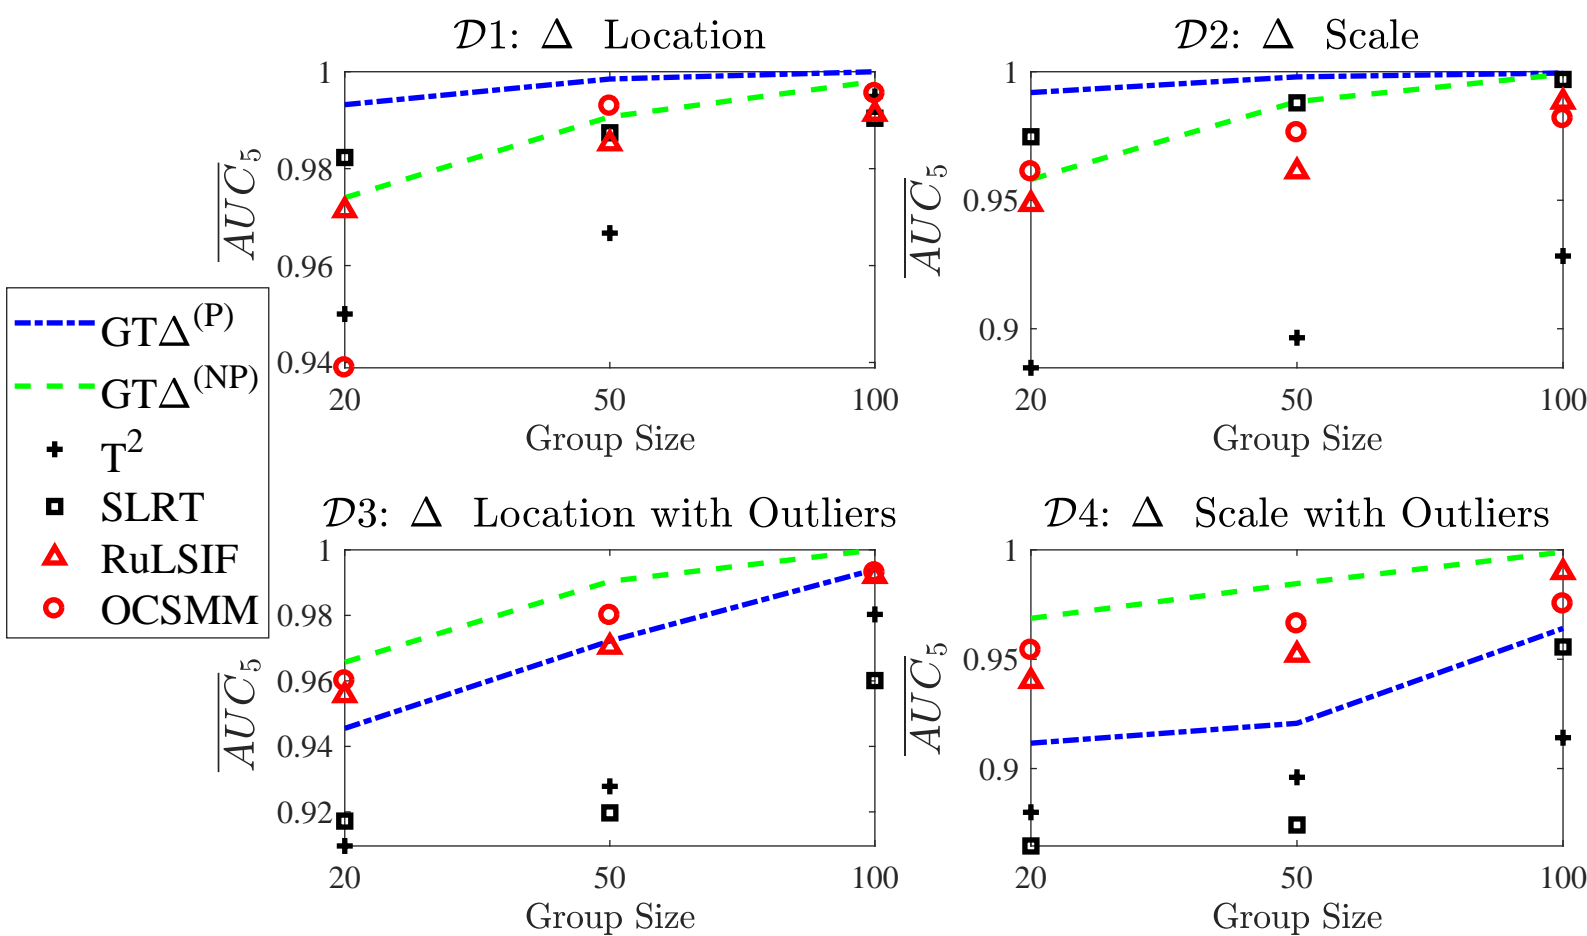 𝒟1: Δ Location
1
0.98
0.96
0.94
20 50 100
Group Size
AUC₅
𝒟2: Δ Scale
1
0.95
0.9
20 50 100
Group Size
AUC₅
GTΔ⁽ᴾ⁾
GTΔ⁽ᴺᴾ⁾
T²
SLRT
RuLSIF
OCSMM
𝒟3: Δ Location with Outliers
1
0.98
0.96
0.94
0.92
20 50 100
Group Size
AUC₅
𝒟4: Δ Scale with Outliers
1
0.95
0.9
20 50 100
Group Size
AUC₅